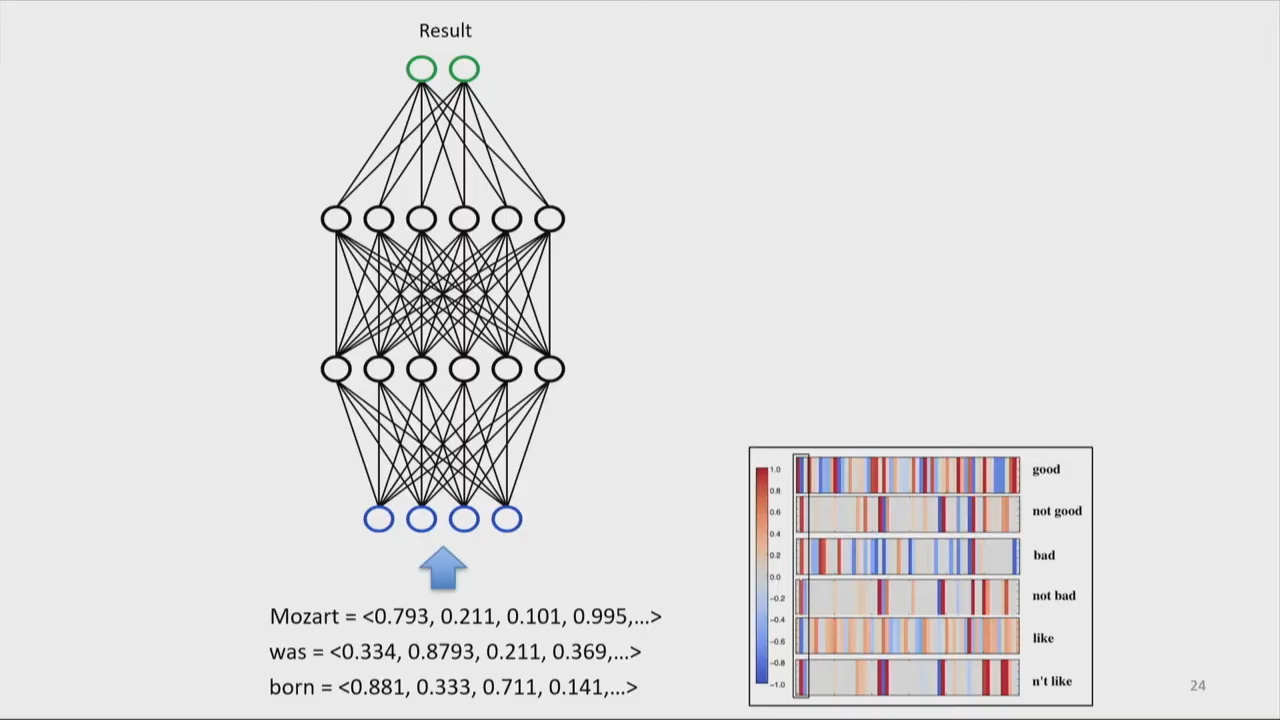 Result
Mozart = <0.793, 0.211, 0.101, 0.995,...>
was = <0.334, 0.8793, 0.211, 0.369,...>
born = <0.881, 0.333, 0.711, 0.141,...>
1.0
0.8
0.6
0.4
0.2
0.0
−0.2
−0.4
−0.6
−0.8
−1.0
good
not good
bad
not bad
like
n't like
24